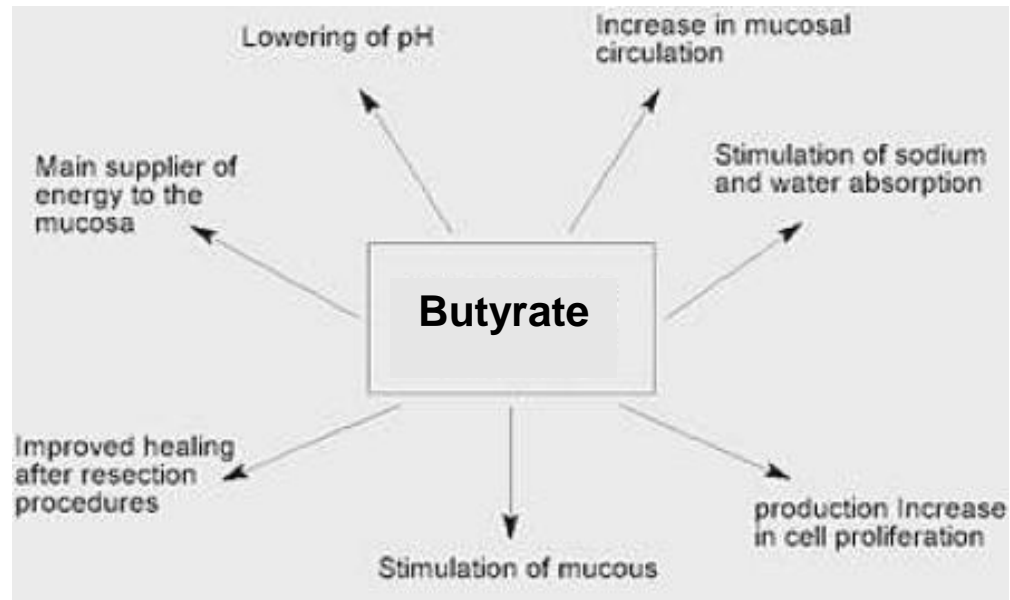 Lowering of pH
Increase in mucosal
circulation
Main supplier of
energy to the
mucosa
Stimulation of sodium
and water absorption
Butyrate
Improved healing
after resection
procedures
Stimulation of mucous
production Increase
in cell proliferation